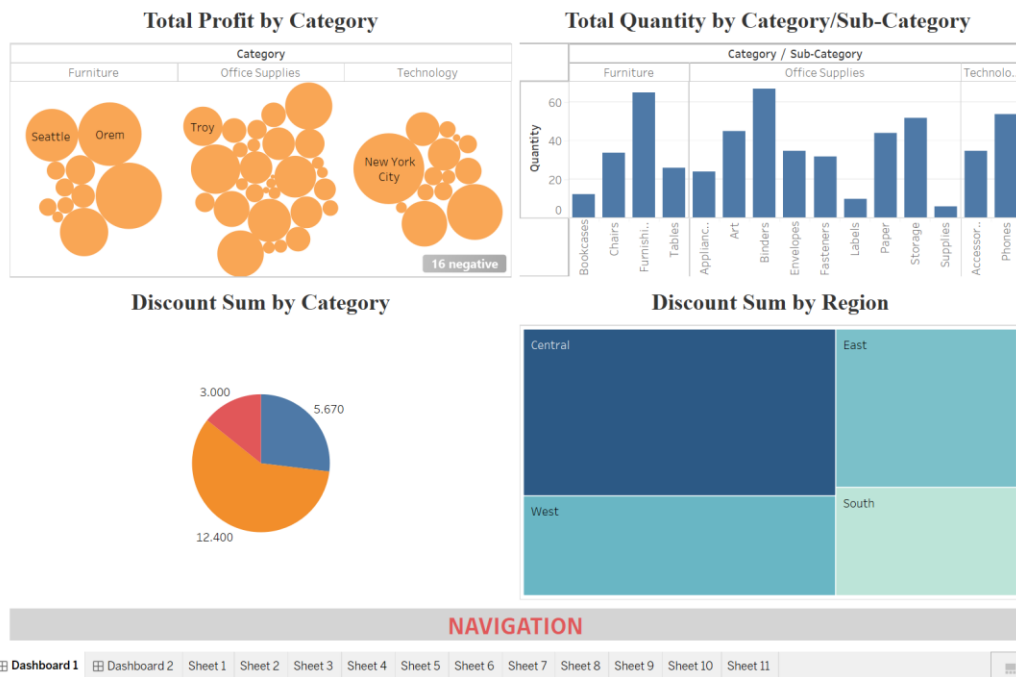 Total Profit by Category
Category
Furniture Office Supplies Technology
Seattle
Orem
Troy
New York
City
16 negative
Total Quantity by Category/Sub-Category
Category / Sub-Category
Furniture Office Supplies Technolo..
Quantity
60
40
20
0
Bookcases
Chairs
Furnishi..
Tables
Applianc..
Art
Binders
Envelopes
Fasteners
Labels
Paper
Storage
Supplies
Accessor..
Phones
Discount Sum by Category
3.000
5.670
12.400
Discount Sum by Region
Central
East
West
South
NAVIGATION
Dashboard 1 Dashboard 2 Sheet 1 Sheet 2 Sheet 3 Sheet 4 Sheet 5 Sheet 6 Sheet 7 Sheet 8 Sheet 9 Sheet 10 Sheet 11